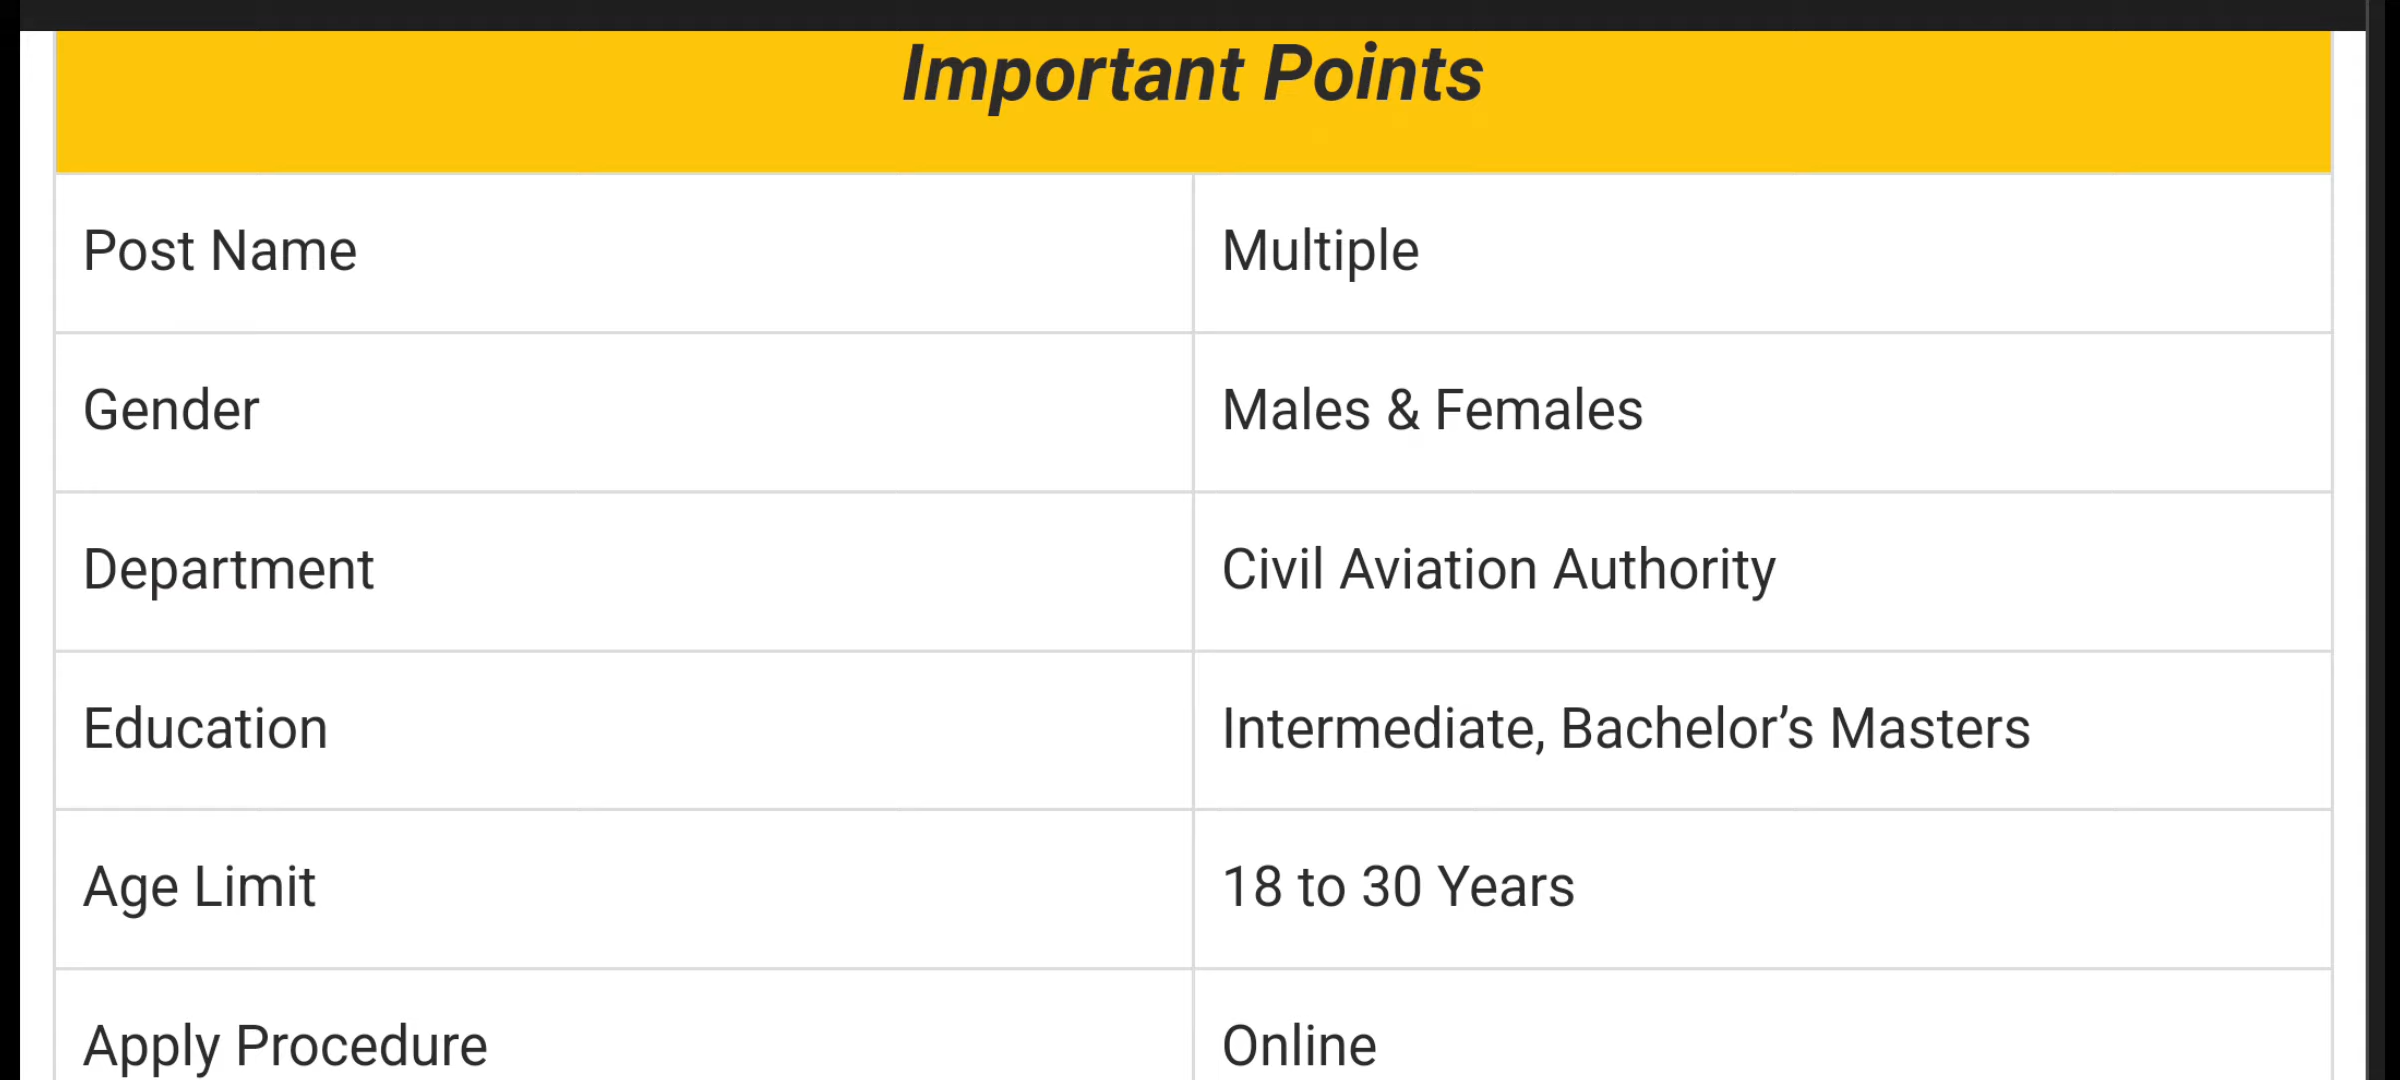 Important Points
Post Name Multiple
Gender Males & Females
Department Civil Aviation Authority
Education Intermediate, Bachelor’s Masters
Age Limit 18 to 30 Years
Apply Procedure Online